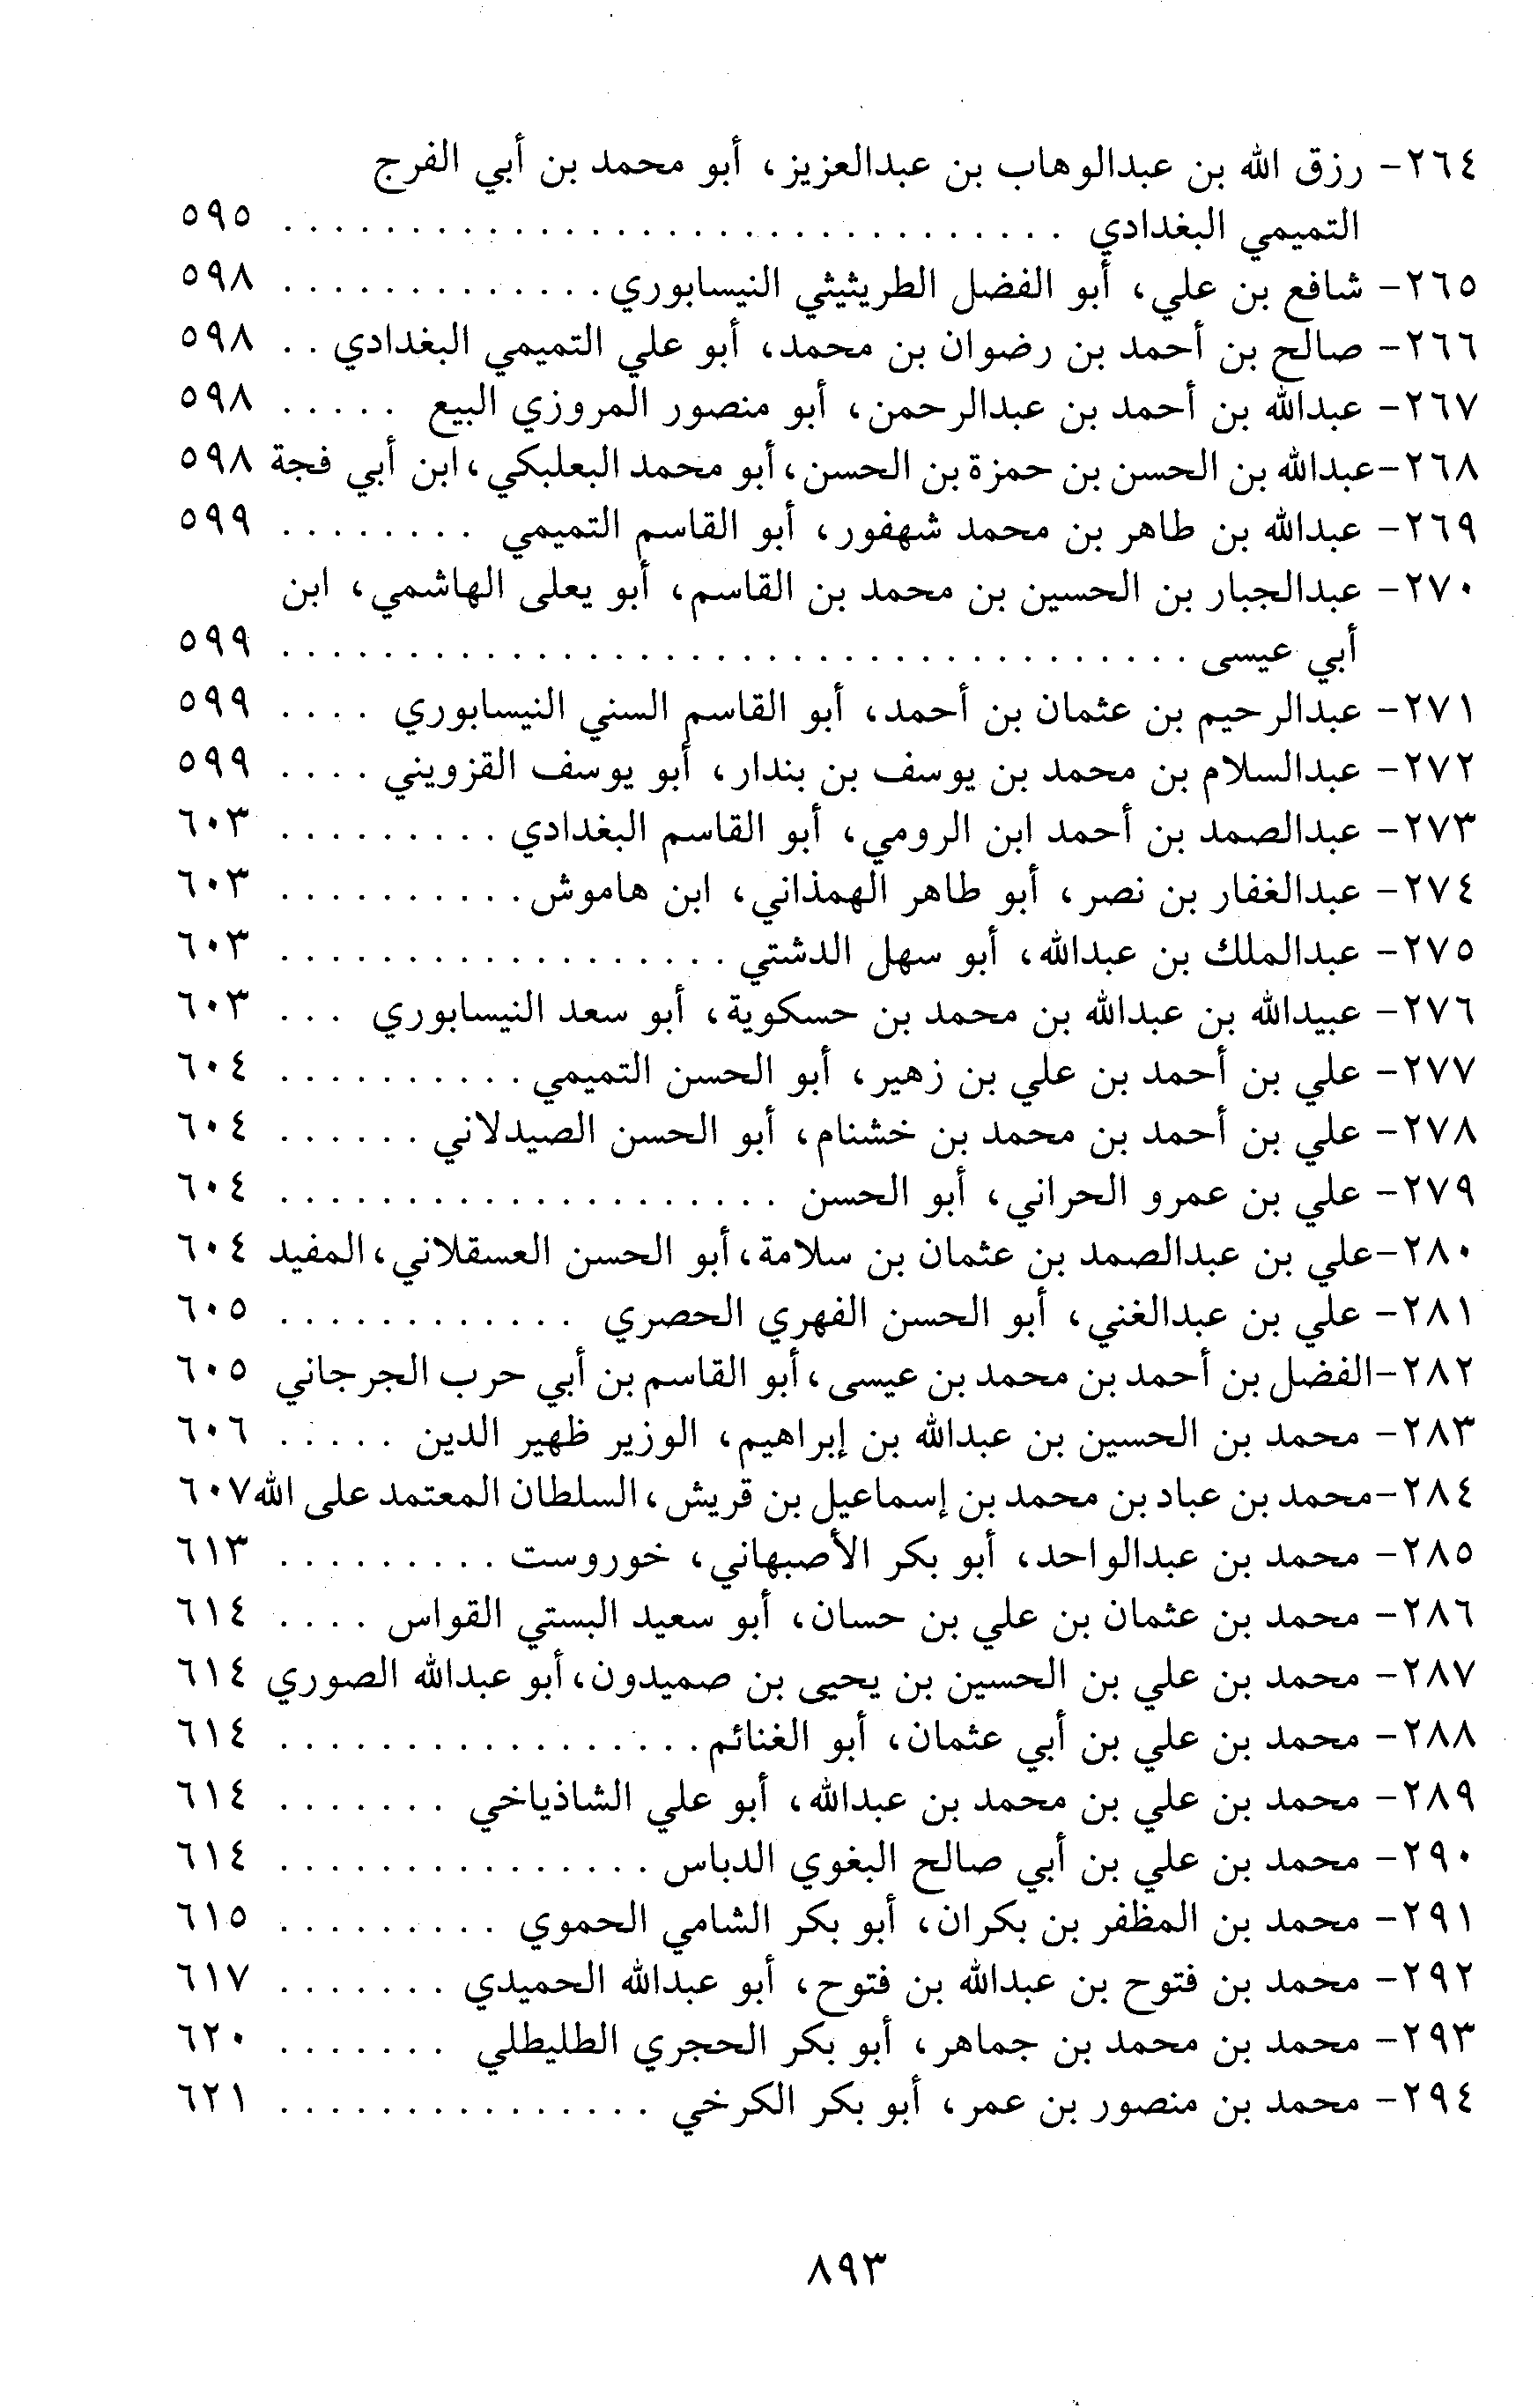 ٢٦٤- رزق الله بن عبدالوهاب بن عبدالعزيز، أبو محمد بن أبي الفرج
التميمي البغدادي . . . . . . . . . . . . . . . . . . . . . . . . . . . . . . . ٥٩٥
٢٦٥- شافع بن علي، أبو الفضل الطريثيثي النيسابوري . . . . . . . . . . . . . ٥٩٨
٢٦٦- صالح بن أحمد بن رضوان بن محمد، أبو علي التميمي البغدادي . . ٥٩٨
٢٦٧- عبدالله بن أحمد بن عبدالرحمن، أبو منصور المروزي البيع . . . . . ٥٩٨
٢٦٨-عبدالله بن الحسن بن حمزة بن الحسن،أبو محمد البعلبكي،ابن أبي فجة ٥٩٨
٢٦٩- عبدالله بن طاهر بن محمد شهفور، أبو القاسم التميمي . . . . . . . . ٥٩٩
٢٧٠- عبدالجبار بن الحسين بن محمد بن القاسم، أبو يعلى الهاشمي، ابن
أبي عيسى . . . . . . . . . . . . . . . . . . . . . . . . . . . . . . . . . . . . ٥٩٩
٢٧١- عبدالرحيم بن عثمان بن أحمد، أبو القاسم السني النيسابوري . . . . ٥٩٩
٢٧٢- عبدالسلام بن محمد بن يوسف بن بندار، أبو يوسف القزويني . . . . ٥٩٩
٢٧٣- عبدالصمد بن أحمد ابن الرومي، أبو القاسم البغدادي . . . . . . . . . ٦٠٣
٢٧٤- عبدالغفار بن نصر، أبو طاهر الهمذاني، ابن هاموش . . . . . . . . . . ٦٠٣
٢٧٥- عبدالملك بن عبدالله، أبو سهل الدشتي . . . . . . . . . . . . . . . . . . ٦٠٣
٢٧٦- عبيدالله بن عبدالله بن محمد بن حسكوية، أبو سعد النيسابوري . . . ٦٠٣
٢٧٧- علي بن أحمد بن علي بن زهير، أبو الحسن التميمي . . . . . . . . . . ٦٠٤
٢٧٨- علي بن أحمد بن محمد بن خشنام، أبو الحسن الصيدلاني . . . . . . ٦٠٤
٢٧٩- علي بن عمرو الحراني، أبو الحسن . . . . . . . . . . . . . . . . . . . . ٦٠٤
٢٨٠-علي بن عبدالصمد بن عثمان بن سلامة،أبو الحسن العسقلاني،المفيد ٦٠٤
٢٨١- علي بن عبدالغني، أبو الحسن الفهري الحصري . . . . . . . . . . . . ٦٠٥
٢٨٢-الفضل بن أحمد بن محمد بن عيسى،أبو القاسم بن أبي حرب الجرجاني ٦٠٥
٢٨٣- محمد بن الحسين بن عبدالله بن إبراهيم، الوزير ظهير الدين . . . . . ٦٠٦
٢٨٤-محمد بن عباد بن محمد بن إسماعيل بن قريش،السلطان المعتمد على الله٦٠٧
٢٨٥- محمد بن عبدالواحد، أبو بكر الأصبهاني، خوروست . . . . . . . . . ٦١٣
٢٨٦- محمد بن عثمان بن علي بن حسان، أبو سعيد البستي القواس . . . . ٦١٤
٢٨٧- محمد بن علي بن الحسين بن يحيى بن صميدون،أبو عبدالله الصوري ٦١٤
٢٨٨- محمد بن علي بن أبي عثمان، أبو الغنائم . . . . . . . . . . . . . . . . . ٦١٤
٢٨٩- محمد بن علي بن محمد بن عبدالله، أبو علي الشاذياخي . . . . . . . ٦١٤
٢٩٠- محمد بن علي بن أبي صالح البغوي الدباس . . . . . . . . . . . . . . . ٦١٤
٢٩١- محمد بن المظفر بن بكران، أبو بكر الشامي الحموي . . . . . . . . . ٦١٥
٢٩٢- محمد بن فتوح بن عبدالله بن فتوح، أبو عبدالله الحميدي . . . . . . . ٦١٧
٢٩٣- محمد بن محمد بن جماهر، أبو بكر الحجري الطليطلي . . . . . . . ٦٢٠
٢٩٤- محمد بن منصور بن عمر، أبو بكر الكرخي . . . . . . . . . . . . . . . ٦٢١
٨٩٣